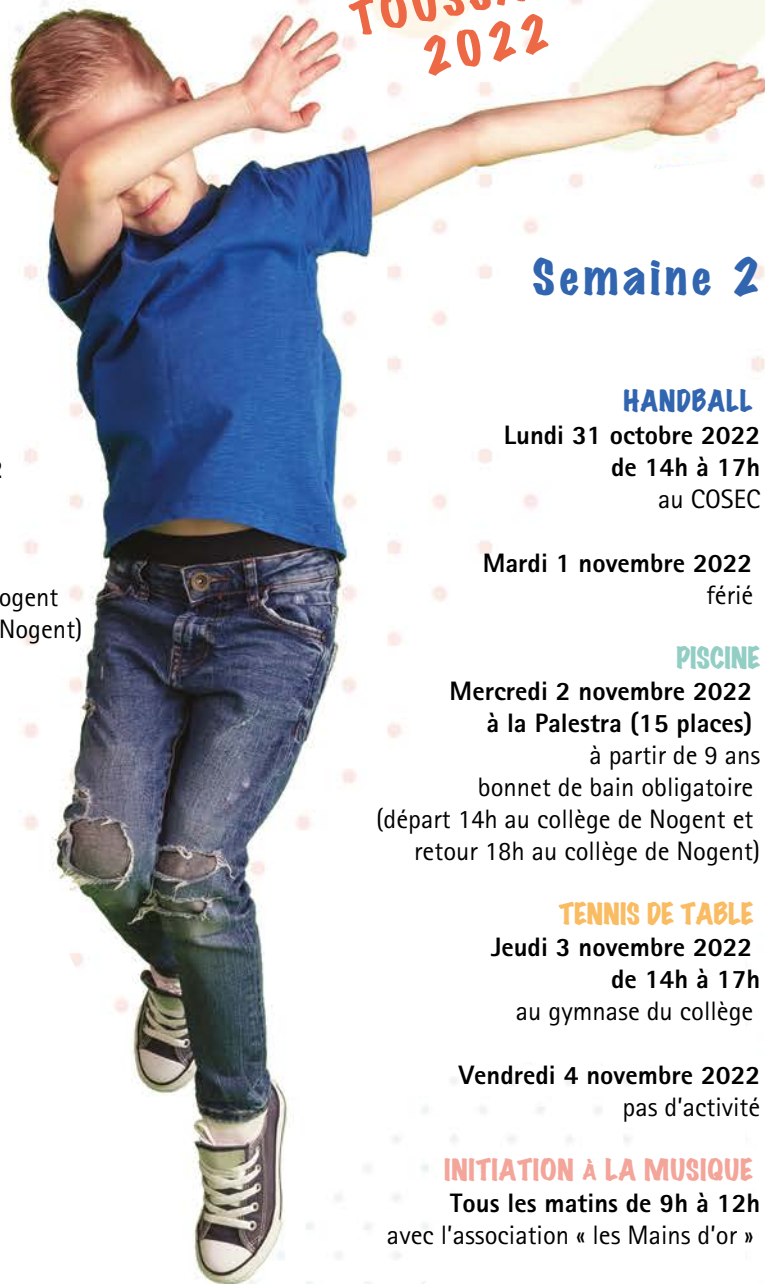 2022
Semaine 2
HANDBALL
Lundi 31 octobre 2022
de 14h à 17h
au COSEC
Mardi 1 novembre 2022
férié
Nogent)
PISCINE
Mercredi 2 novembre 2022
à la Palestra (15 places)
à partir de 9 ans
bonnet de bain obligatoire
(départ 14h au collège de Nogent et
retour 18h au collège de Nogent)
TENNIS DE TABLE
Jeudi 3 novembre 2022
de 14h à 17h
au gymnase du collège
Vendredi 4 novembre 2022
pas d'activité
INITIATION À LA MUSIQUE
Tous les matins de 9h à 12h
avec l'association « les Mains d'or »